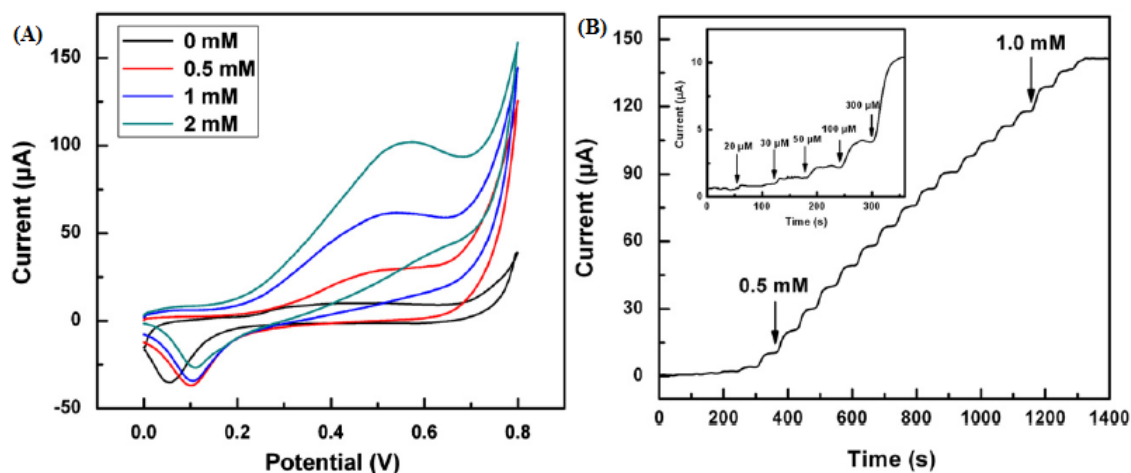 (A)
0 mM
0.5 mM
1 mM
2 mM
150
100
50
0
-50
Current (µA)
0.0 0.2 0.4 0.6 0.8
Potential (V)
(B)
150
120
90
60
30
0
Current (µA)
1.0 mM
0.5 mM
10
5
0
Current (µA)
20 µM
30 µM
50 µM
100 µM
300 µM
0 100 200 300
Time (s)
0 200 400 600 800 1000 1200 1400
Time (s)